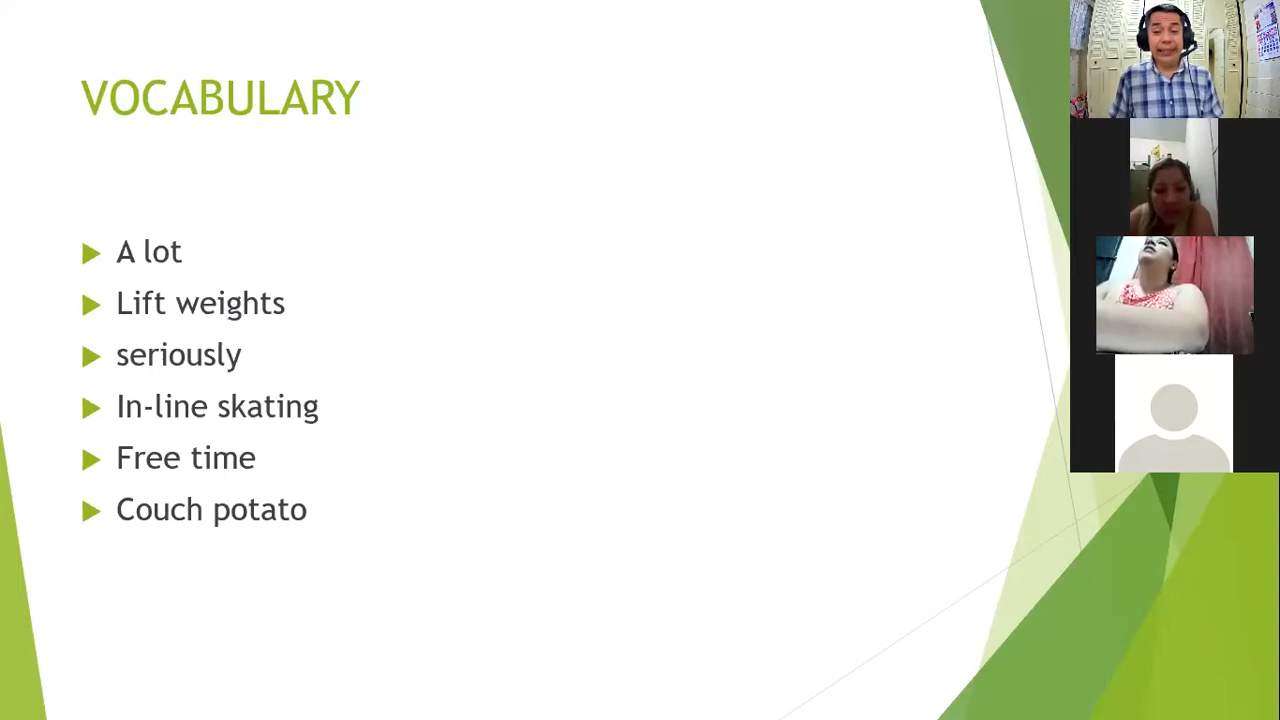 VOCABULARY
A lot
Lift weights
seriously
In-line skating
Free time
Couch potato